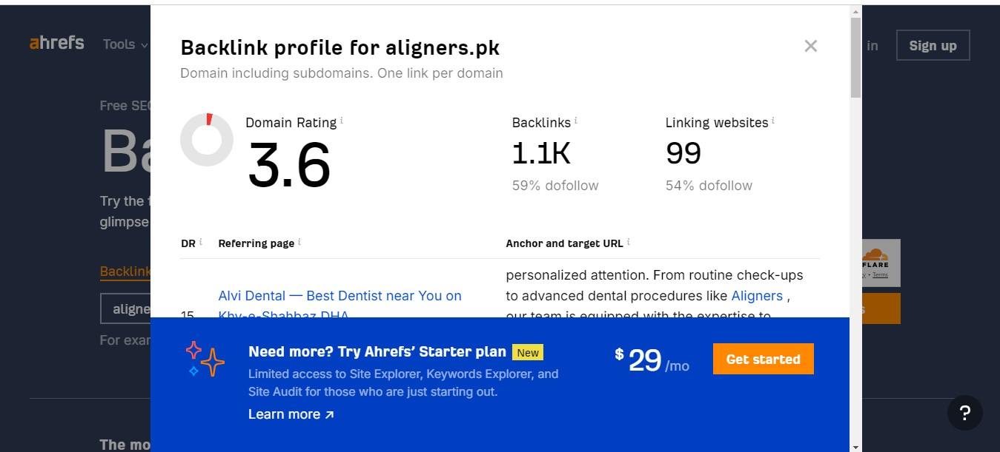 ahrefs
Tools
in
Sign up
Backlink profile for aligners.pk
Domain including subdomains. One link per domain
Free SEO
Domain Rating i
3.6
Backlinks i
1.1K
59% dofollow
Linking websites i
99
54% dofollow
Ba
Try the f
glimpse
DR i
Referring page i
Anchor and target URL i
Backlink
FLARE
Terms
aligne
s
For exan
15
Alvi Dental — Best Dentist near You on
Khy-e-Shahbaz DHA
personalized attention. From routine check-ups
to advanced dental procedures like Aligners ,
our team is equipped with the expertise to
Need more? Try Ahrefs’ Starter plan New
Limited access to Site Explorer, Keywords Explorer, and
Site Audit for those who are just starting out.
Learn more ↗
$ 29 /mo
Get started
?
The mo